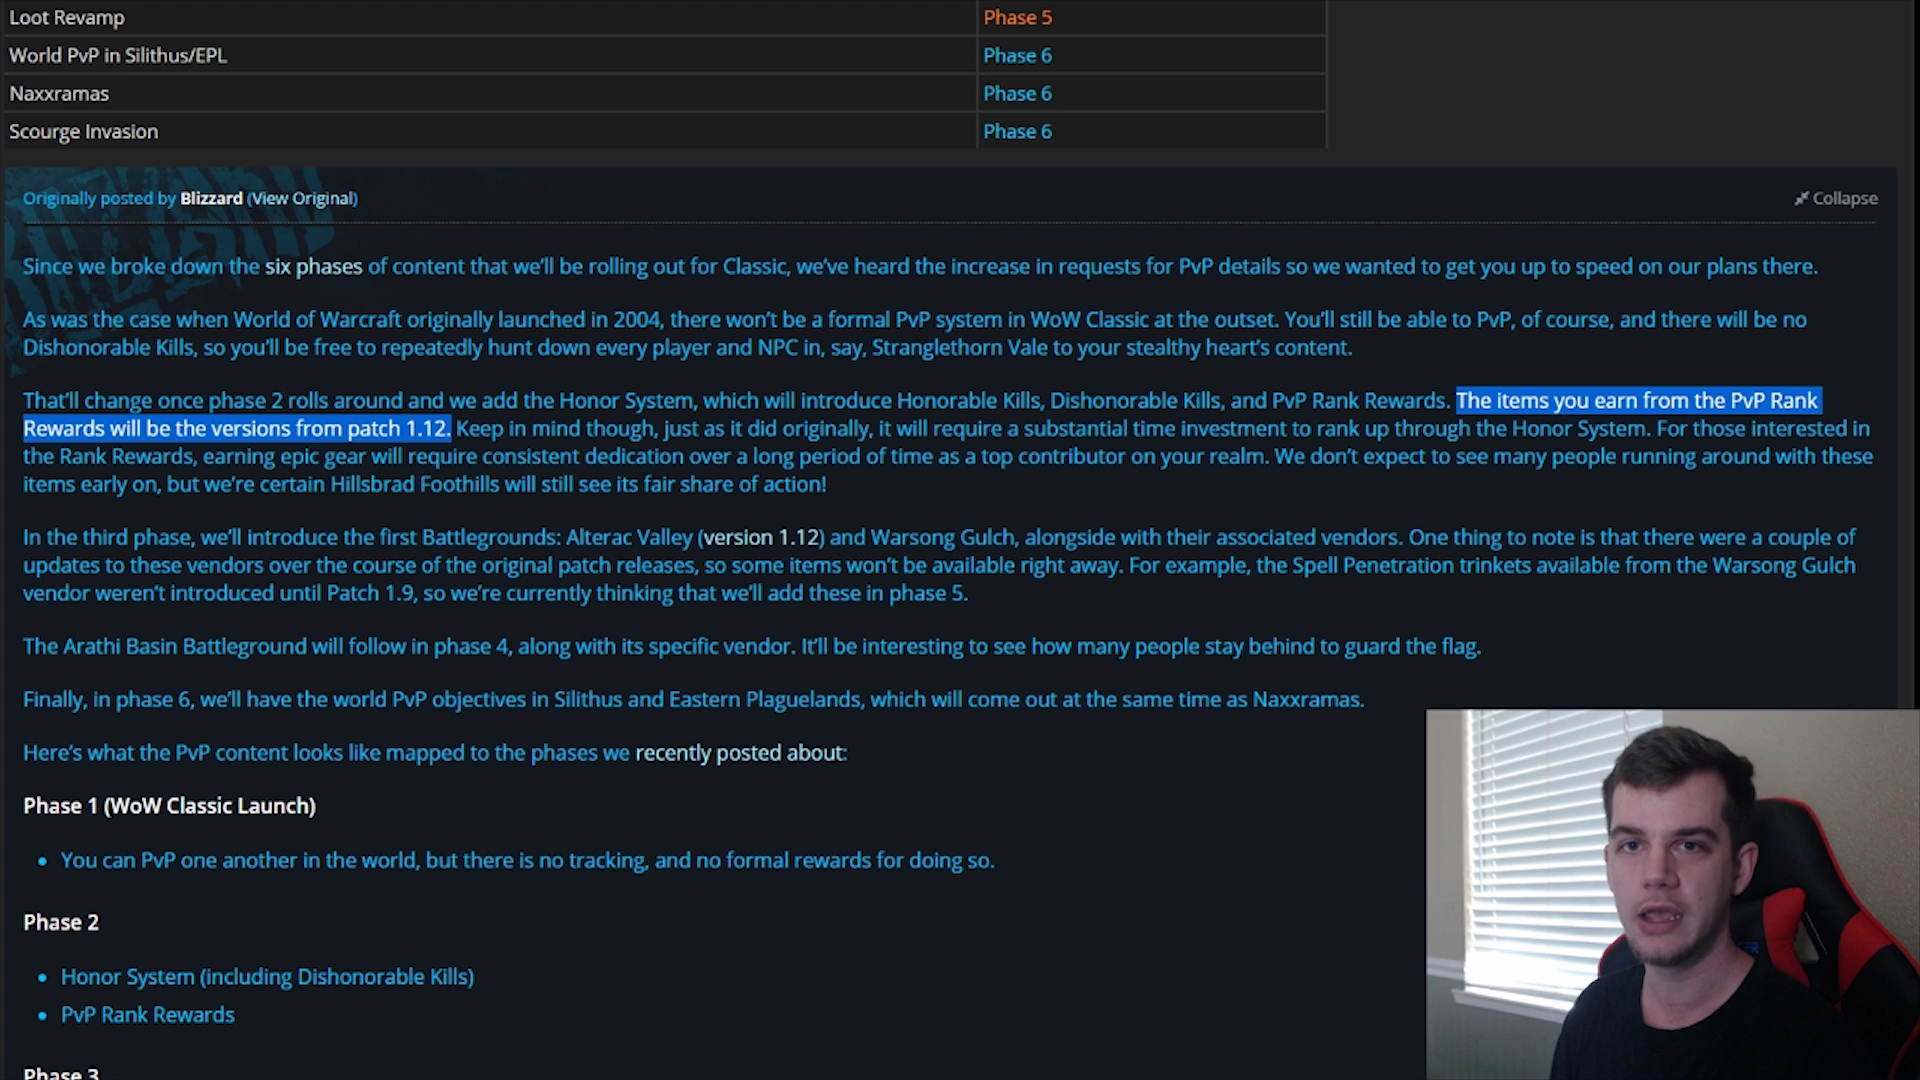 Loot Revamp Phase 5
World PvP in Silithus/EPL Phase 6
Naxxramas Phase 6
Scourge Invasion Phase 6
Originally posted by Blizzard (View Original) Collapse
Since we broke down the six phases of content that we'll be rolling out for Classic, we've heard the increase in requests for PvP details so we wanted to get you up to speed on our plans there.
As was the case when World of Warcraft originally launched in 2004, there won't be a formal PvP system in WoW Classic at the outset. You'll still be able to PvP, of course, and there will be no
Dishonorable Kills, so you'll be free to repeatedly hunt down every player and NPC in, say, Stranglethorn Vale to your stealthy heart's content.
That'll change once phase 2 rolls around and we add the Honor System, which will introduce Honorable Kills, Dishonorable Kills, and PvP Rank Rewards. The items you earn from the PvP Rank
Rewards will be the versions from patch 1.12. Keep in mind though, just as it did originally, it will require a substantial time investment to rank up through the Honor System. For those interested in
the Rank Rewards, earning epic gear will require consistent dedication over a long period of time as a top contributor on your realm. We don't expect to see many people running around with these
items early on, but we're certain Hillsbrad Foothills will still see its fair share of action!
In the third phase, we'll introduce the first Battlegrounds: Alterac Valley (version 1.12) and Warsong Gulch, alongside with their associated vendors. One thing to note is that there were a couple of
updates to these vendors over the course of the original patch releases, so some items won't be available right away. For example, the Spell Penetration trinkets available from the Warsong Gulch
vendor weren't introduced until Patch 1.9, so we're currently thinking that we'll add these in phase 5.
The Arathi Basin Battleground will follow in phase 4, along with its specific vendor. It'll be interesting to see how many people stay behind to guard the flag.
Finally, in phase 6, we'll have the world PvP objectives in Silithus and Eastern Plaguelands, which will come out at the same time as Naxxramas.
Here's what the PvP content looks like mapped to the phases we recently posted about:
Phase 1 (WoW Classic Launch)
• You can PvP one another in the world, but there is no tracking, and no formal rewards for doing so.
Phase 2
• Honor System (including Dishonorable Kills)
• PvP Rank Rewards
Phase 3